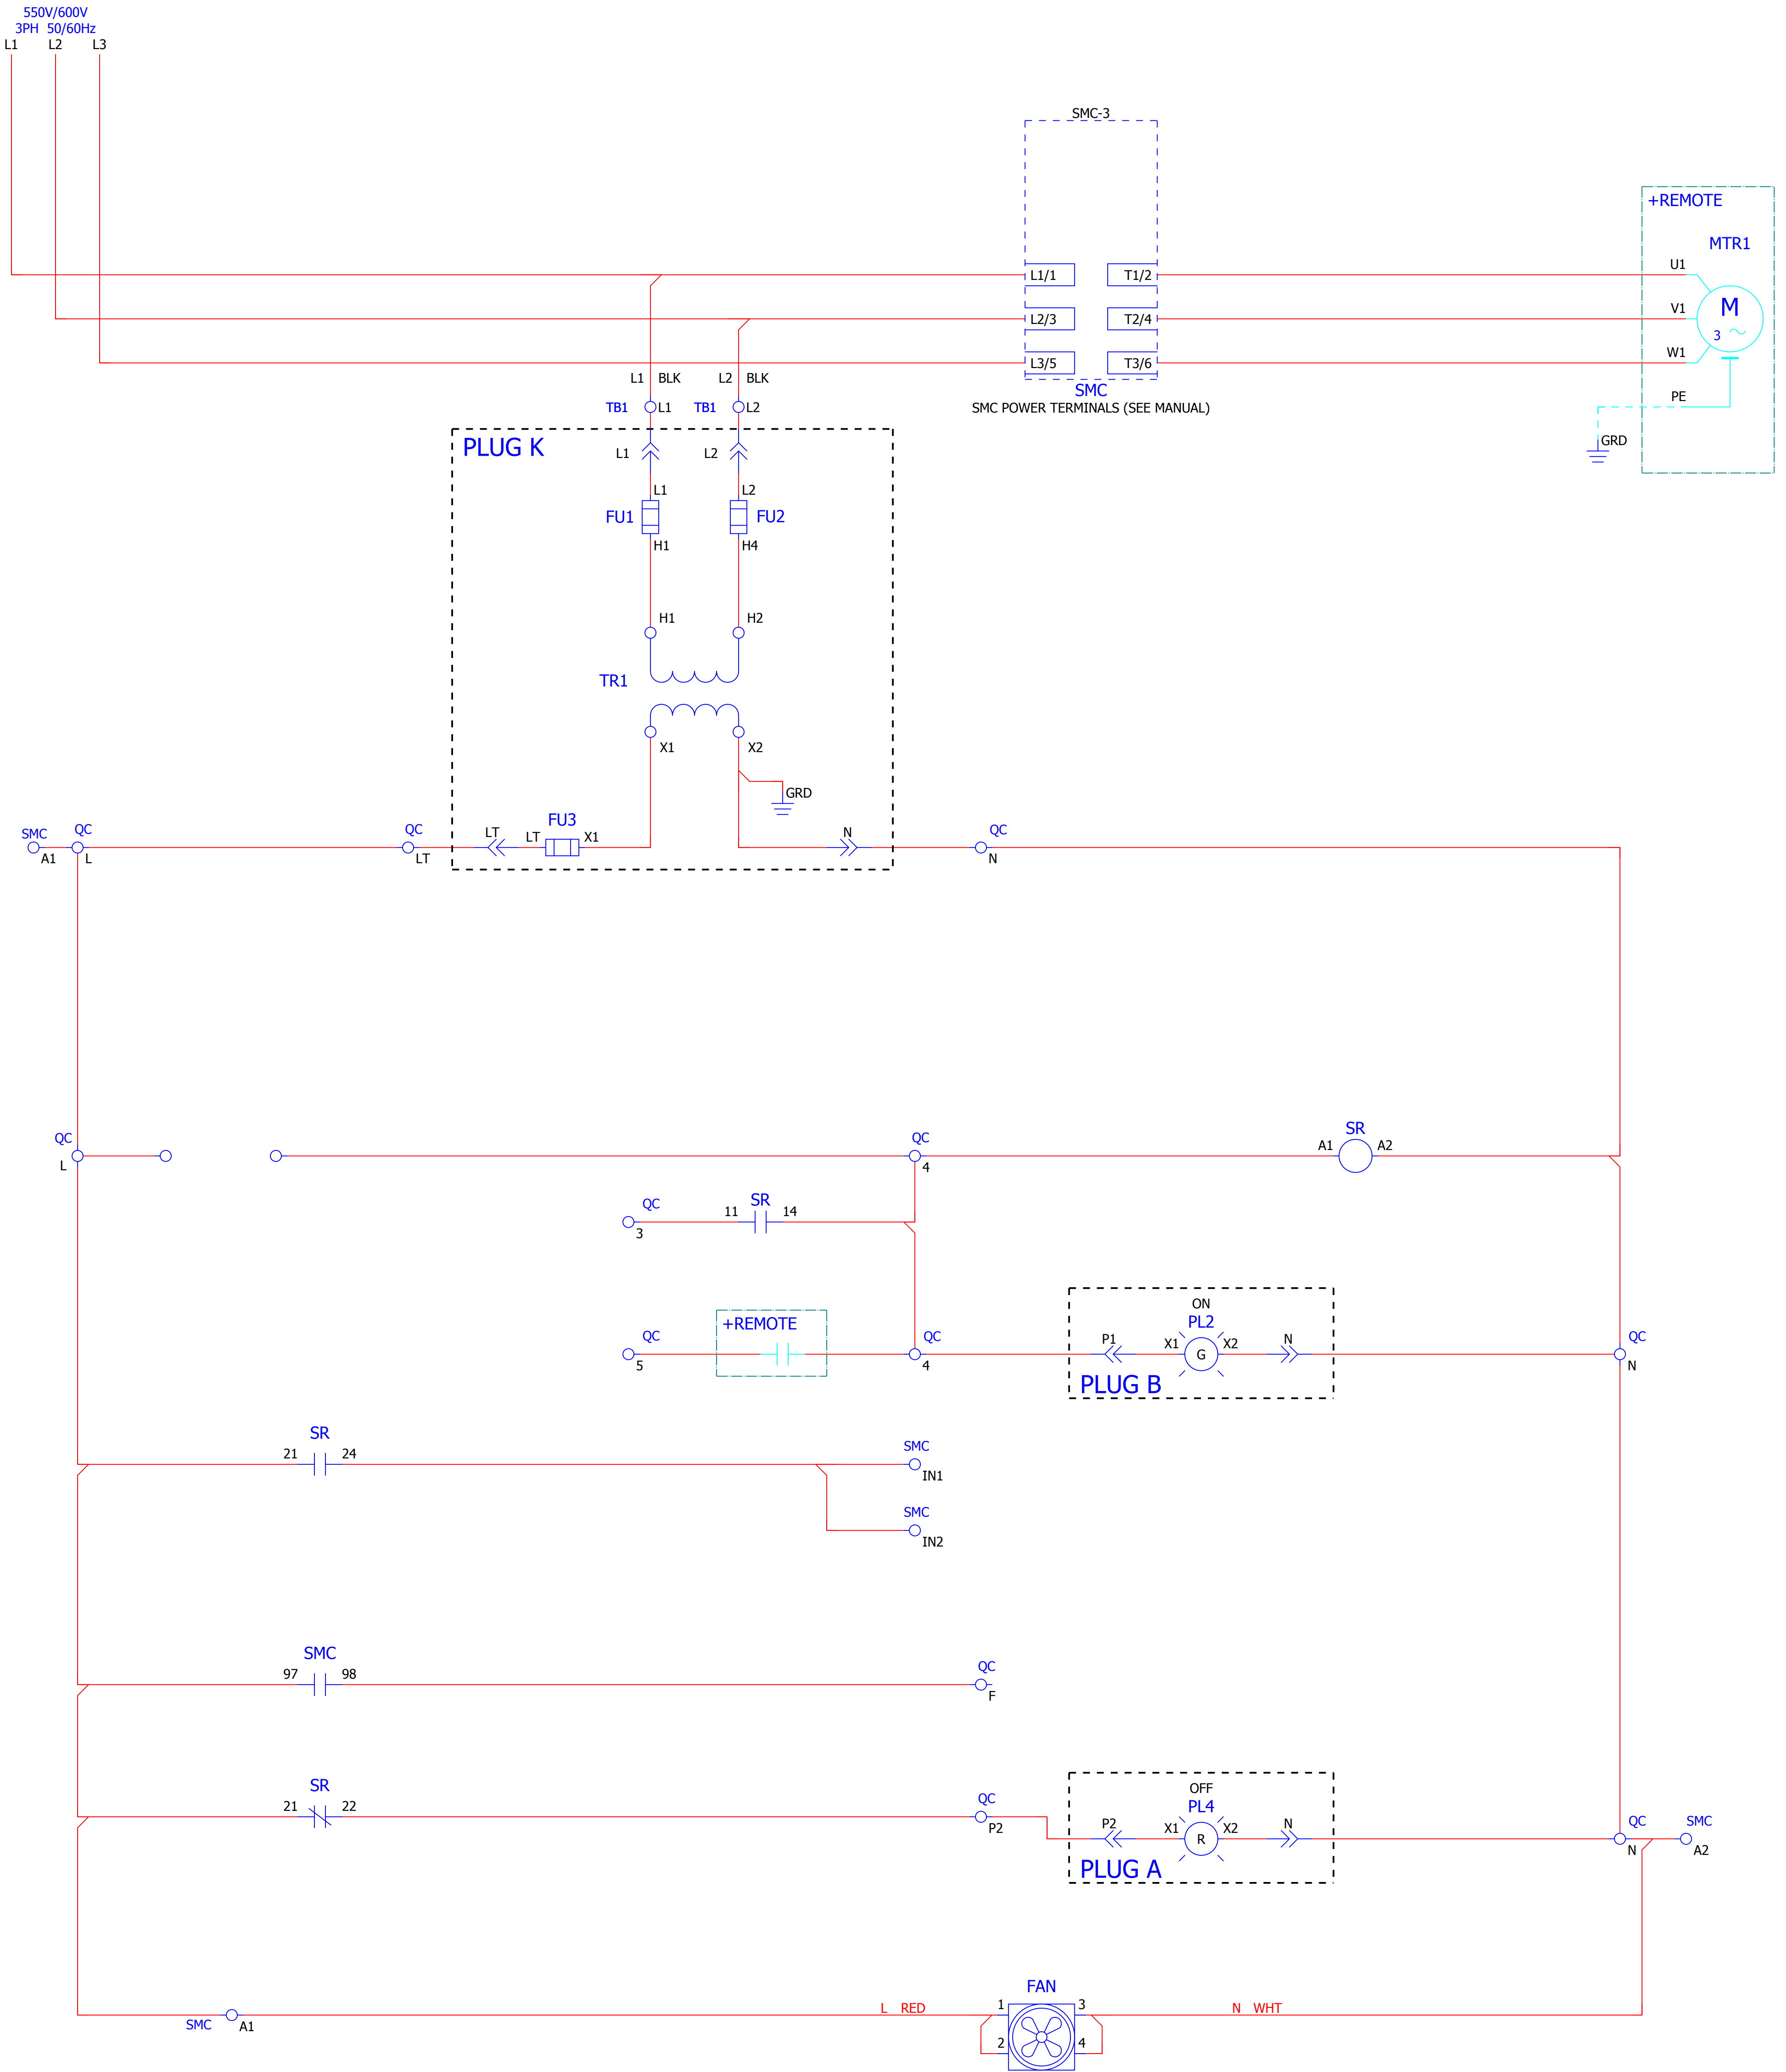 550V/600V
3PH 50/60Hz
L1 L2 L3
SMC-3
+REMOTE
MTR1
L1/1 T1/2 U1
L2/3 T2/4 V1 M
3
L3/5 T3/6 W1
SMC
SMC POWER TERMINALS (SEE MANUAL)
PE
GRD
L1 BLK L2 BLK
TB1 L1 TB1 L2
PLUG K
L1 L2
L1 L2
FU1 FU2
H1 H4
H1 H2
TR1
X1 X2
GRD
SMC QC QC FU3 QC
LT LT X1 N
A1 L LT N
QC QC SR
A1 A2
L 4
QC SR
11 14
3
ON
+REMOTE PL2
QC QC P1 X1 X2 N QC
G
5 4 N
PLUG B
SR SMC
21 24
IN1
SMC
IN2
SMC QC
97 98
F
SR OFF
21 22 QC PL4
P2 P2 X1 X2 N QC SMC
R
N A2
PLUG A
FAN
L RED 1 3 N WHT
SMC A1
2 4